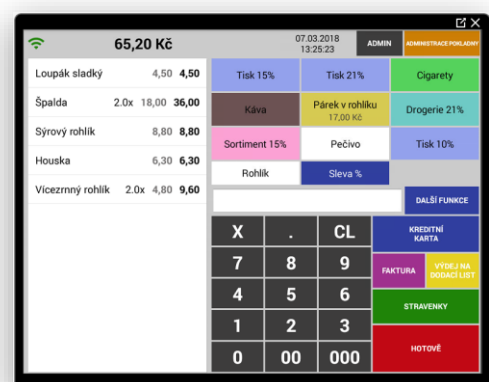 65,20 Kč
07.03.2018
13:25:23
ADMIN
ADMINISTRACE POKLADNY
Loupák sladký 4,50 4,50
Špalda 2.0x 18,00 36,00
Sýrový rohlík 8,80 8,80
Houska 6,30 6,30
Vícezrnný rohlík 2.0x 4,80 9,60
Tisk 15%
Tisk 21%
Cigarety
Káva
Párek v rohlíku
17,00 Kč
Drogerie 21%
Sortiment 15%
Pečivo
Tisk 10%
Rohlík
Sleva %
DALŠÍ FUNKCE
X . CL
KREDITNÍ
KARTA
7 8 9
FAKTURA
VÝDEJ NA
DODACÍ LIST
4 5 6
STRAVENKY
1 2 3
HOTOVĚ
0 00 000